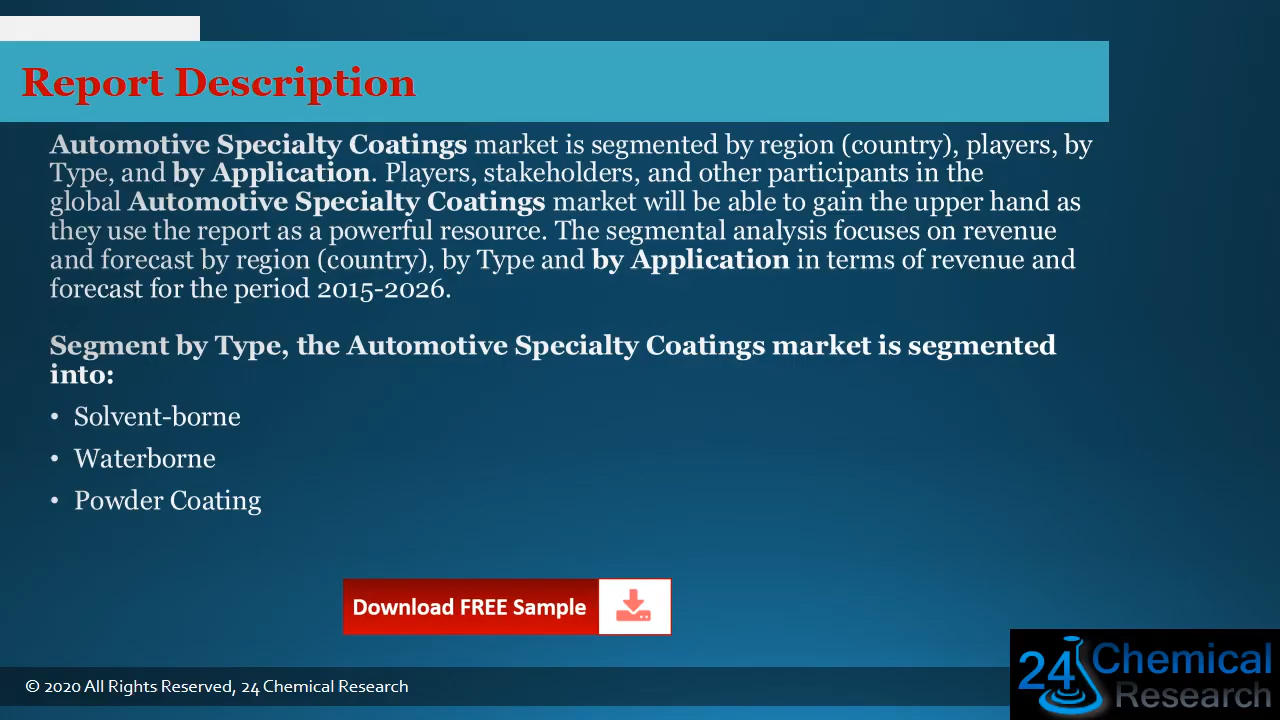 Report Description
Automotive Specialty Coatings market is segmented by region (country), players, by
Type, and by Application. Players, stakeholders, and other participants in the
global Automotive Specialty Coatings market will be able to gain the upper hand as
they use the report as a powerful resource. The segmental analysis focuses on revenue
and forecast by region (country), by Type and by Application in terms of revenue and
forecast for the period 2015-2026.
Segment by Type, the Automotive Specialty Coatings market is segmented
into:
• Solvent-borne
• Waterborne
• Powder Coating
Download FREE Sample
© 2020 All Rights Reserved, 24 Chemical Research
24 Chemical
Research